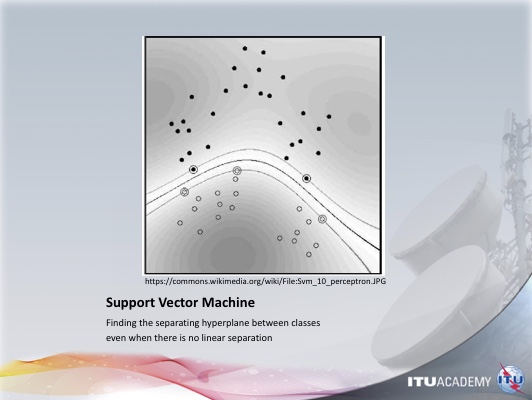 https://commons.wikimedia.org/wiki/File:Svm_10_perceptron.JPG
Support Vector Machine
Finding the separating hyperplane between classes
even when there is no linear separation
ITUACADEMY ITU